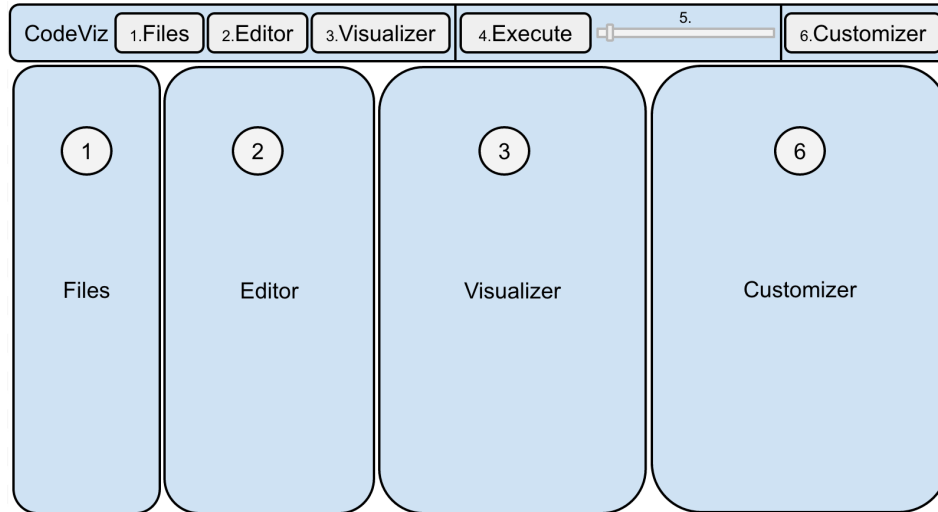 CodeViz 1.Files 2.Editor 3.Visualizer 4.Execute 5. 6.Customizer
1 2 3 6
Files Editor Visualizer Customizer